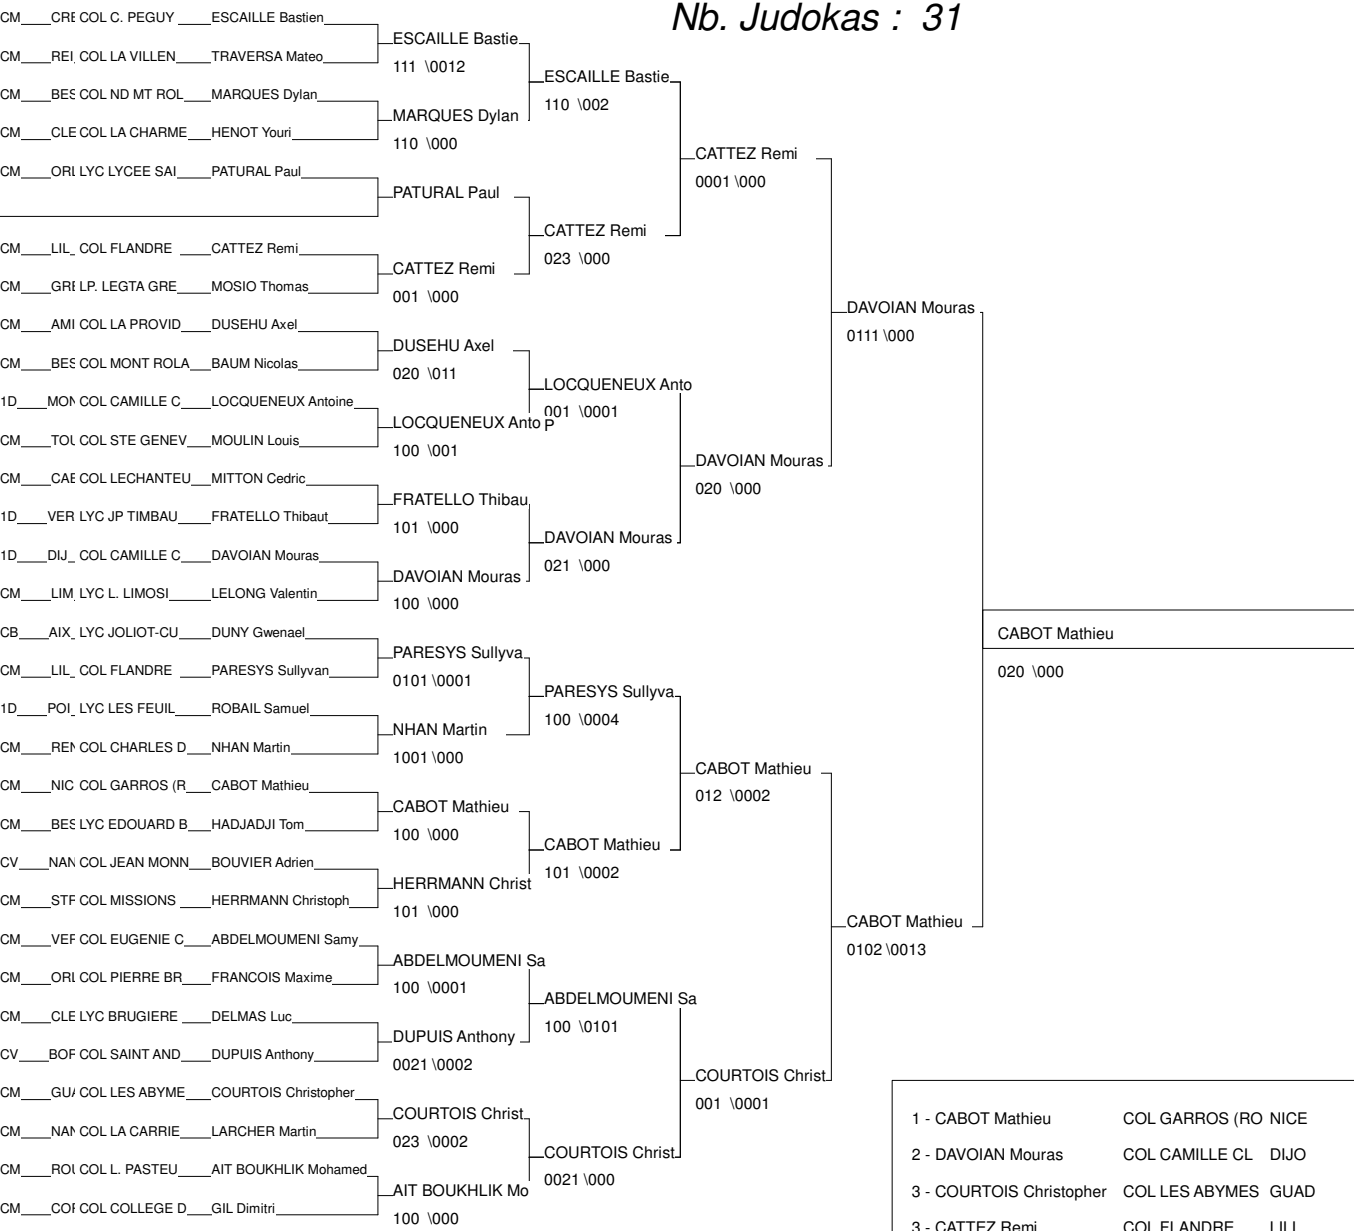 Nb. Judokas : 31
CM CRE COL C. PEGUY ESCAILLE Bastien
CM REI COL LA VILLEN TRAVERSA Mateo
CM BES COL ND MT ROL MARQUES Dylan
CM CLE COL LA CHARME HENOT Youri
CM ORL LYC LYCEE SAI PATURAL Paul
CM LIL COL FLANDRE CATTEZ Remi
CM GRE LP. LEGTA GRE MOSIO Thomas
CM AMI COL LA PROVID DUSEHU Axel
CM BES COL MONT ROLA BAUM Nicolas
1D MON COL CAMILLE C LOCQUENEUX Antoine
CM TOU COL STE GENEV MOULIN Louis
CM CAE COL LECHANTEU MITTON Cedric
1D VER LYC JP TIMBAU FRATELLO Thibaut
1D DIJ COL CAMILLE C DAVOIAN Mouras
CM LIM LYC L. LIMOSI LELONG Valentin
CB AIX LYC JOLIOT-CU DUNY Gwenael
CM LIL COL FLANDRE PARESYS Sullyvan
1D POI LYC LES FEUIL ROBAIL Samuel
CM REN COL CHARLES D NHAN Martin
CM NIC COL GARROS (R CABOT Mathieu
CM BES LYC EDOUARD B HADJADJI Tom
CV NAN COL JEAN MONN BOUVIER Adrien
CM STR COL MISSIONS HERRMANN Christoph
CM VER COL EUGENIE C ABDELMOUMENI Samy
CM ORL COL PIERRE BR FRANCOIS Maxime
CM CLE LYC BRUGIERE DELMAS Luc
CV BOR COL SAINT AND DUPUIS Anthony
CM GUA COL LES ABYME COURTOIS Christopher
CM NAN COL LA CARRIE LARCHER Martin
CM ROU COL L. PASTEU AIT BOUKHLIK Mohamed
CM COR COL COLLEGE D GIL Dimitri
ESCAILLE Bastie
111 \0012
MARQUES Dylan
110 \000
PATURAL Paul
CATTEZ Remi
001 \000
DUSEHU Axel
020 \011
LOCQUENEUX Anto P
100 \001
FRATELLO Thibau
101 \000
DAVOIAN Mouras
100 \000
PARESYS Sullyva
0101 \0001
NHAN Martin
1001 \000
CABOT Mathieu
100 \000
HERRMANN Christ
101 \000
ABDELMOUMENI Sa
100 \0001
DUPUIS Anthony
0021 \0002
COURTOIS Christ
023 \0002
AIT BOUKHLIK Mo
100 \000
ESCAILLE Bastie
110 \002
CATTEZ Remi
023 \000
LOCQUENEUX Anto
001 \0001
DAVOIAN Mouras
021 \000
PARESYS Sullyva
100 \0004
CABOT Mathieu
101 \0002
ABDELMOUMENI Sa
100 \0101
COURTOIS Christ
0021 \000
CATTEZ Remi
0001 \000
DAVOIAN Mouras
020 \000
CABOT Mathieu
012 \0002
COURTOIS Christ
001 \0001
DAVOIAN Mouras
0111 \000
CABOT Mathieu
0102 \0013
CABOT Mathieu
020 \000
1 - CABOT Mathieu COL GARROS (RO NICE
2 - DAVOIAN Mouras COL CAMILLE CL DIJO
3 - COURTOIS Christopher COL LES ABYMES GUAD
3 - CATTEZ Remi COL FLANDRE LILL